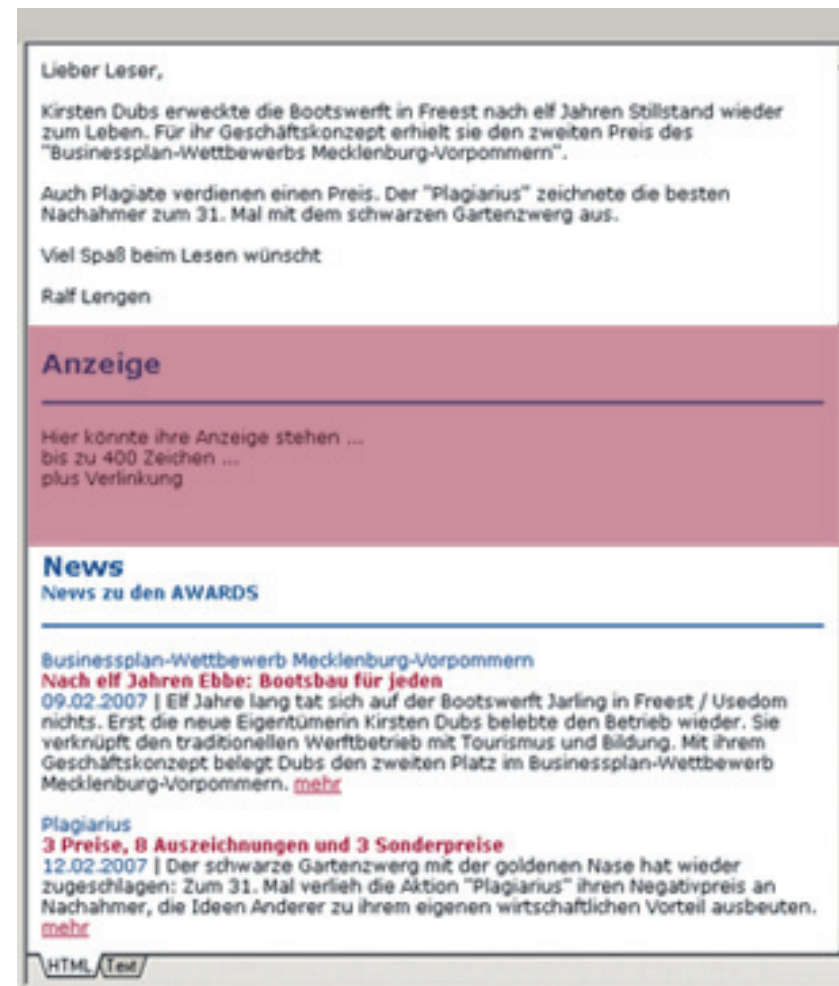 Lieber Leser,
Kirsten Dubs erweckte die Bootswerft in Freest nach elf Jahren Stillstand wieder
zum Leben. Für ihr Geschäftskonzept erhielt sie den zweiten Preis des
"Businessplan-Wettbewerbs Mecklenburg-Vorpommern".
Auch Plagiate verdienen einen Preis. Der "Plagiarius" zeichnete die besten
Nachahmer zum 31. Mal mit dem schwarzen Gartenzwerg aus.
Viel Spaß beim Lesen wünscht
Ralf Lengen
Anzeige
Hier könnte ihre Anzeige stehen ...
bis zu 400 Zeichen ...
plus Verlinkung
News
News zu den AWARDS
Businessplan-Wettbewerb Mecklenburg-Vorpommern
Nach elf Jahren Ebbe: Bootsbau für jeden
09.02.2007 | Elf Jahre lang tat sich auf der Bootswerft Jarling in Freest / Usedom
nichts. Erst die neue Eigentümerin Kirsten Dubs belebte den Betrieb wieder. Sie
verknüpft den traditionellen Werftbetrieb mit Tourismus und Bildung. Mit ihrem
Geschäftskonzept belegt Dubs den zweiten Platz im Businessplan-Wettbewerb
Mecklenburg-Vorpommern. mehr
Plagiarius
3 Preise, 8 Auszeichnungen und 3 Sonderpreise
12.02.2007 | Der schwarze Gartenzwerg mit der goldenen Nase hat wieder
zugeschlagen: Zum 31. Mal verlieh die Aktion "Plagiarius" ihren Negativpreis an
Nachahmer, die Ideen Anderer zu ihrem eigenen wirtschaftlichen Vorteil ausbeuten.
mehr
HTML Text